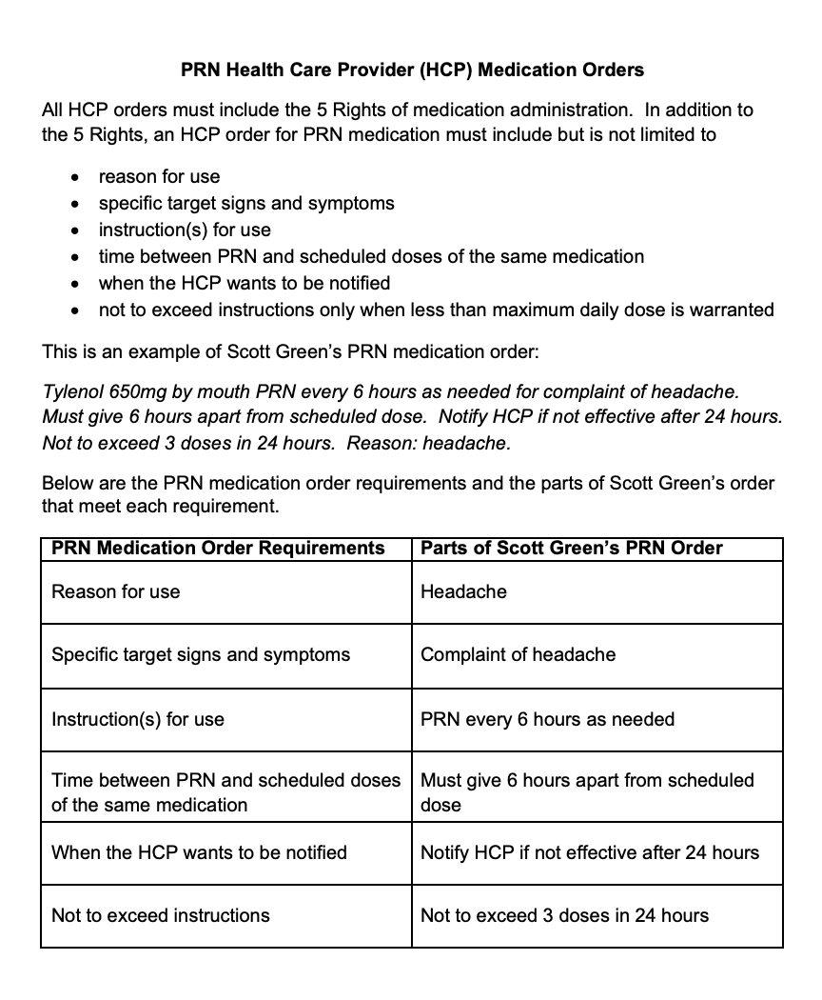 PRN Health Care Provider (HCP) Medication Orders
All HCP orders must include the 5 Rights of medication administration.  In addition to
the 5 Rights, an HCP order for PRN medication must include but is not limited to
• reason for use
• specific target signs and symptoms
• instruction(s) for use
• time between PRN and scheduled doses of the same medication
• when the HCP wants to be notified
• not to exceed instructions only when less than maximum daily dose is warranted
This is an example of Scott Green’s PRN medication order:
Tylenol 650mg by mouth PRN every 6 hours as needed for complaint of headache.
Must give 6 hours apart from scheduled dose.  Notify HCP if not effective after 24 hours.
Not to exceed 3 doses in 24 hours.  Reason: headache.
Below are the PRN medication order requirements and the parts of Scott Green’s order
that meet each requirement.
PRN Medication Order Requirements Parts of Scott Green’s PRN Order
Reason for use Headache
Specific target signs and symptoms Complaint of headache
Instruction(s) for use PRN every 6 hours as needed
Time between PRN and scheduled doses Must give 6 hours apart from scheduled
of the same medication dose
When the HCP wants to be notified Notify HCP if not effective after 24 hours
Not to exceed instructions Not to exceed 3 doses in 24 hours